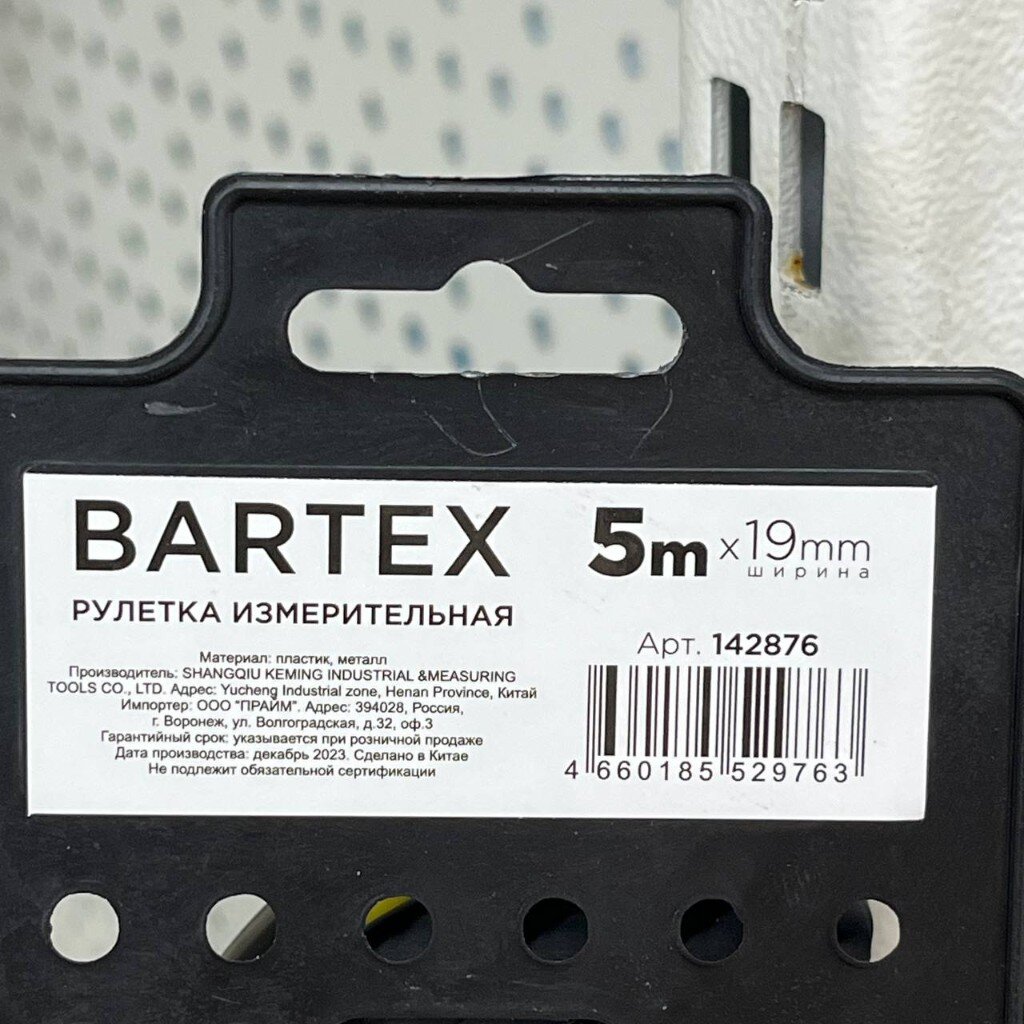 BARTEX
РУЛЕТКА ИЗМЕРИТЕЛЬНАЯ
Материал: пластик, металл
Производитель: SHANGQIU KEMING INDUSTRIAL &MEASURING
TOOLS CO., LTD. Адрес: Yucheng Industrial zone, Henan Province, Китай
Импортер: ООО "ПРАЙМ". Адрес: 394028, Россия,
г. Воронеж, ул. Волгоградская, д.32, оф.3
Гарантийный срок: указывается при розничной продаже
Дата производства: декабрь 2023. Сделано в Китае
Не подлежит обязательной сертификации
5m x 19mm
ширина
Арт. 142876
4 660185 529763